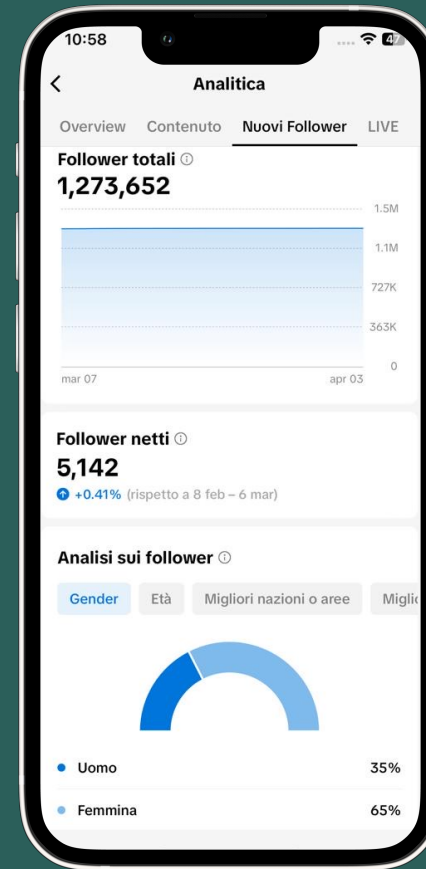 10:58
47
Analitica
Overview Contenuto Nuovi Follower LIVE
Follower totali
1,273,652
1.5M
1.1M
727K
363K
0
mar 07 apr 03
Follower netti
5,142
+0.41% (rispetto a 8 feb – 6 mar)
Analisi sui follower
Gender Età Migliori nazioni o aree Miglio
Uomo 35%
Femmina 65%